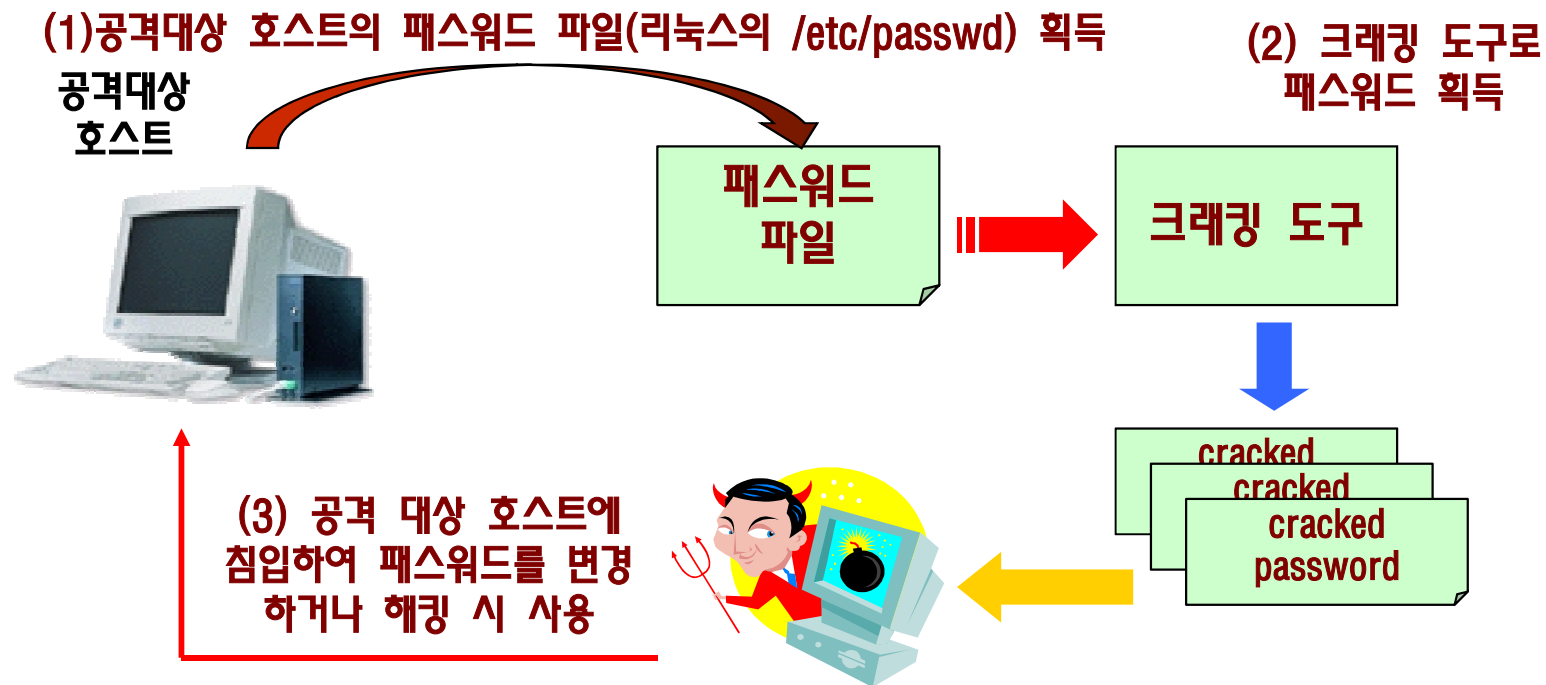 (1)공격대상 호스트의 패스워드 파일(리눅스의 /etc/passwd) 획득
(2) 크래킹 도구로
패스워드 획득
공격대상
호스트
패스워드
파일
크래킹 도구
cracked
cracked
cracked
password
(3) 공격 대상 호스트에
침입하여 패스워드를 변경
하거나 해킹 시 사용